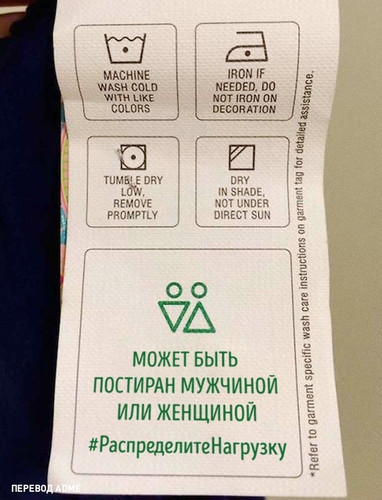 MACHINE
WASH COLD
WITH LIKE
COLORS
IRON IF
NEEDED, DO
NOT IRON ON
DECORATION
TUMBLE DRY
LOW,
REMOVE
PROMPTLY
DRY
IN SHADE,
NOT UNDER
DIRECT SUN
МОЖЕТ БЫТЬ
ПОСТИРАН МУЖЧИНОЙ
ИЛИ ЖЕНЩИНОЙ
#РаспределитеНагрузку
*Refer to garment specific wash care instructions on garment tag for detailed assistance.
ПЕРЕВОД ADME